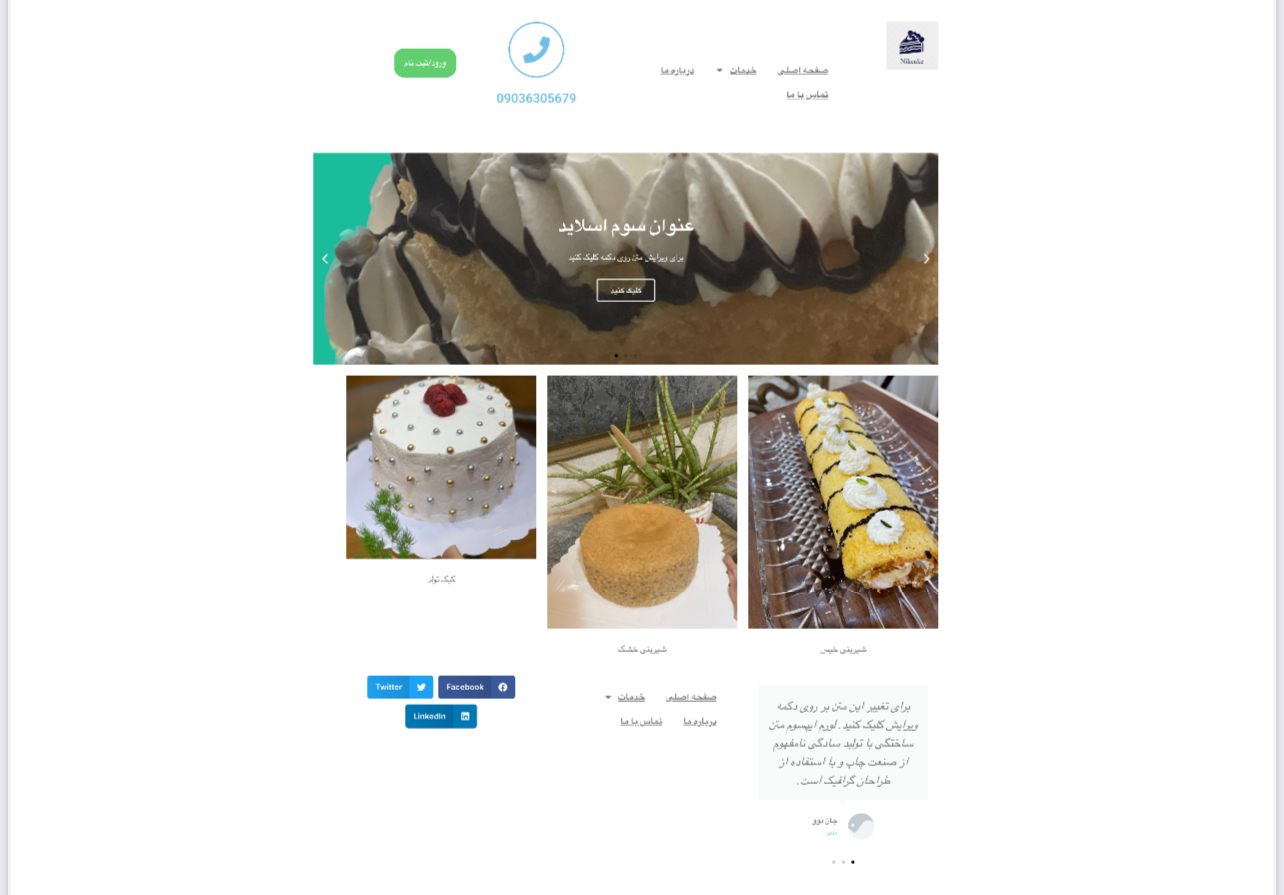 Nikcake
صفحه اصلی خدمات درباره ما
تماس با ما
09036305679
ورود/ثبت نام
عنوان سوم اسلاید
برای ویرایش متن روی دکمه کلیک کنید
کلیک کنید
شیرینی خیس
شیرینی خشک
کیک تولد
برای تغییر این متن بر روی دکمه
ویرایش کلیک کنید. لورم ایپسوم متن
ساختگی با تولید سادگی نامفهوم
از صنعت چاپ و با استفاده از
طراحان گرافیک است.
جان دوو
صفحه اصلی خدمات
درباره ما تماس با ما
Facebook
Twitter
LinkedIn